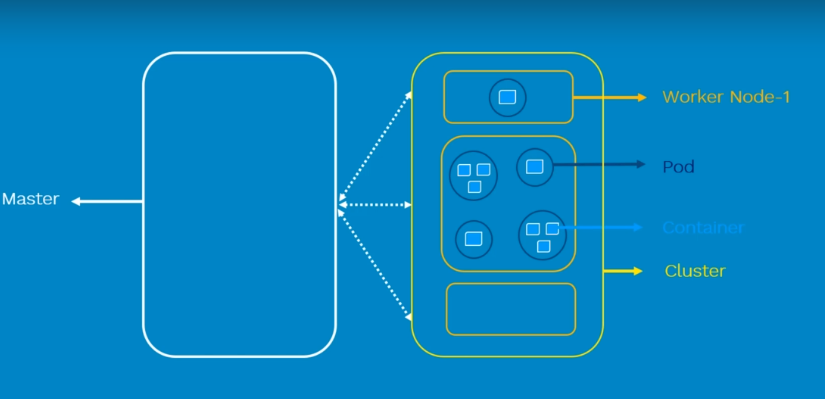 Worker Node-1
Pod
Master
Container
Cluster